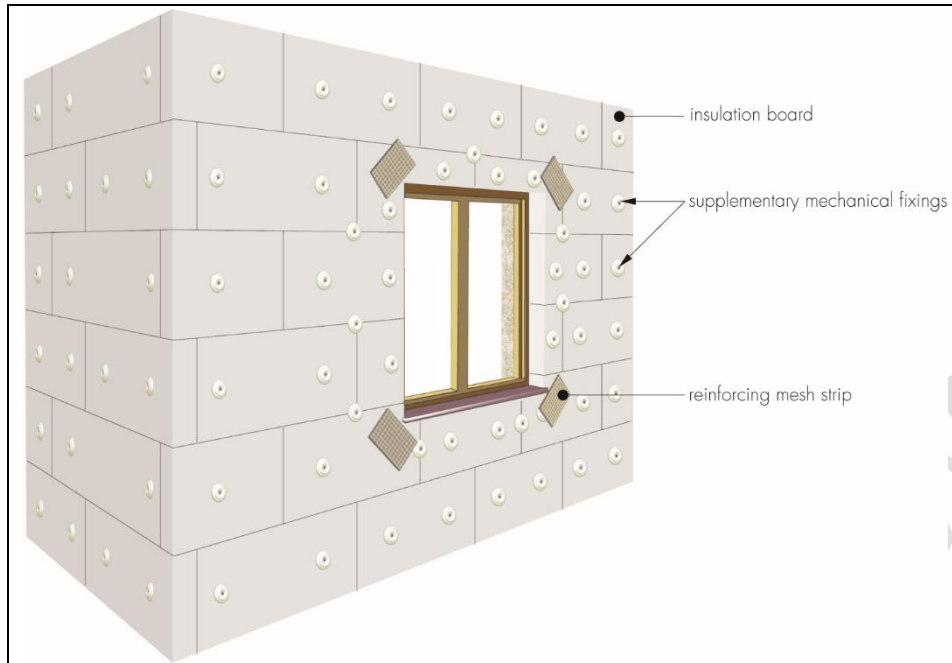 insulation board
supplementary mechanical fixings
reinforcing mesh strip